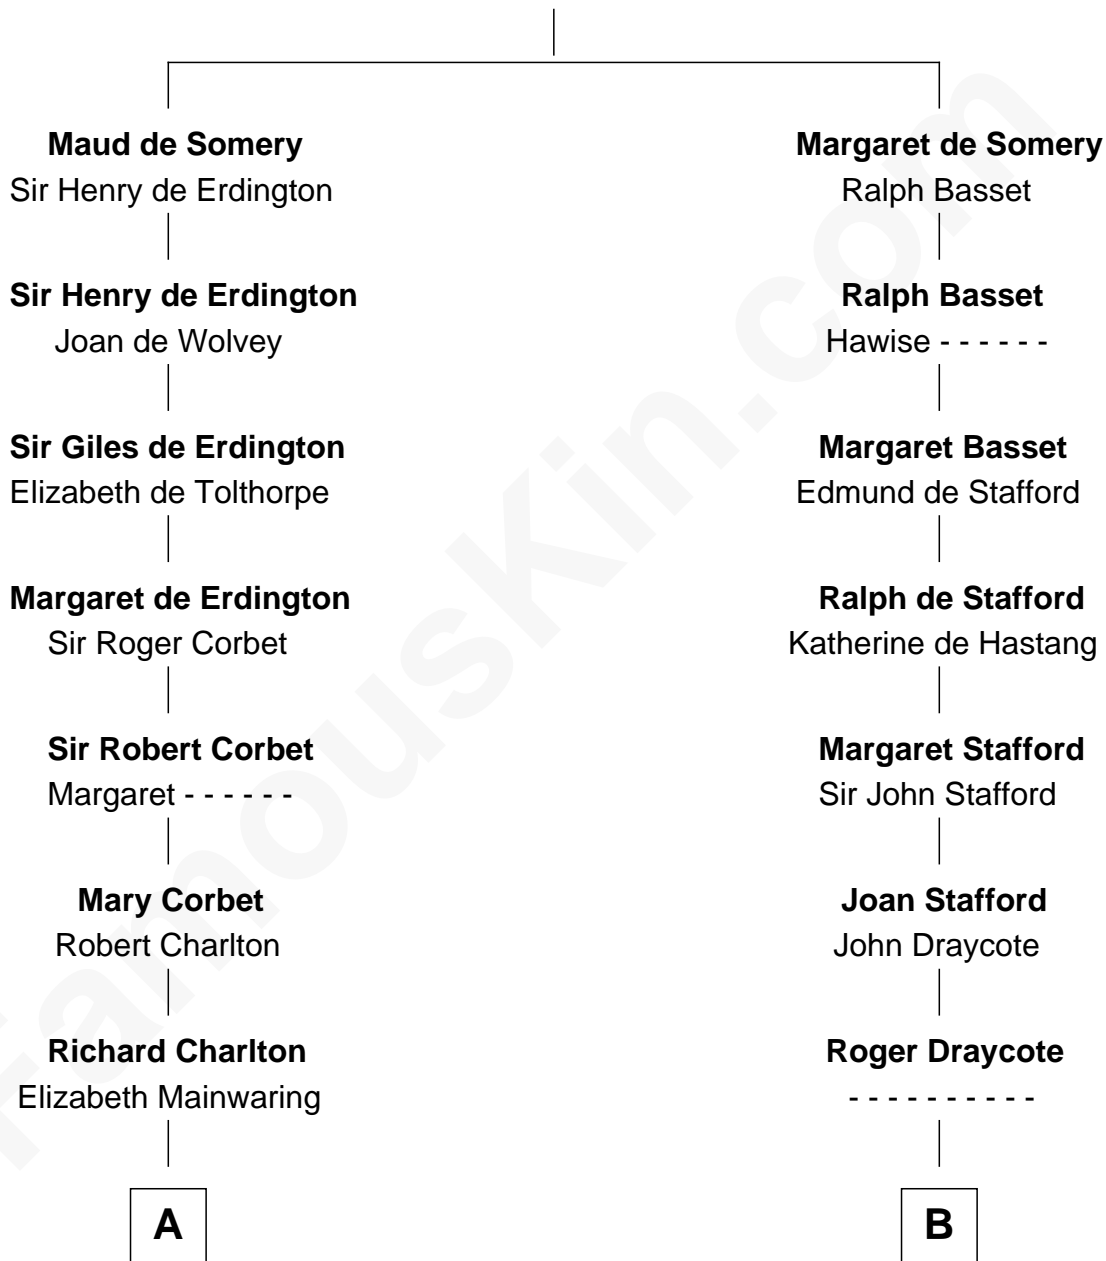 Maud de Somery
Sir Henry de Erdington
Sir Henry de Erdington
Joan de Wolvey
Sir Giles de Erdington
Elizabeth de Tolthorpe
Margaret de Erdington
Sir Roger Corbet
Sir Robert Corbet
Margaret - - - - - -
Mary Corbet
Robert Charlton
Richard Charlton
Elizabeth Mainwaring
A
Margaret de Somery
Ralph Basset
Ralph Basset
Hawise - - - - - -
Margaret Basset
Edmund de Stafford
Ralph de Stafford
Katherine de Hastang
Margaret Stafford
Sir John Stafford
Joan Stafford
John Draycote
Roger Draycote
- - - - - - - - - -
B
FamousKin.com